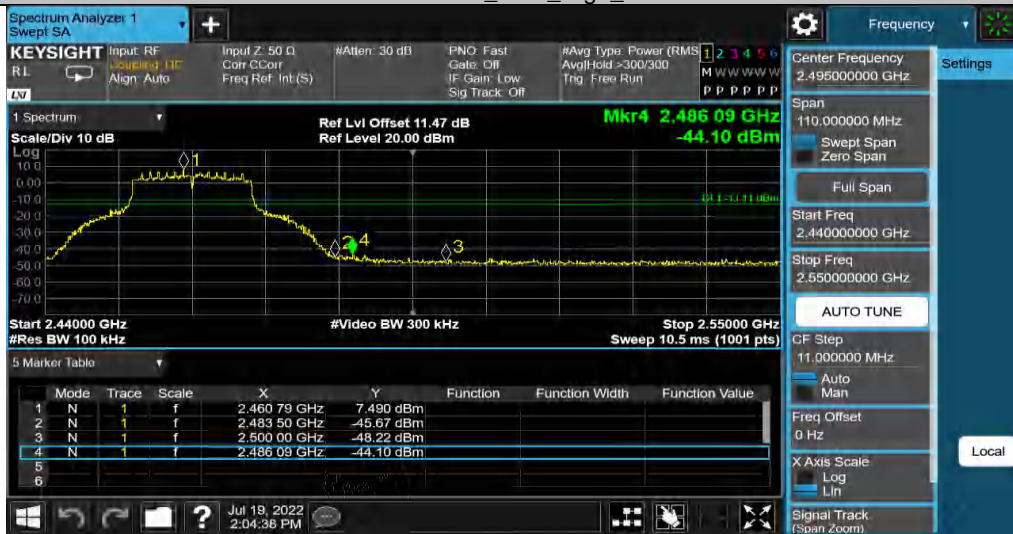 Spectrum Analyzer 1
Swept SA
+
Frequency
KEYSIGHT
RL
LXI
Input: RF
Coupling: DC
Align: Auto
Input Z: 50 Ω
Corr CCorr
Freq Ref: Int (S)
#Atten: 30 dB
PNO: Fast
Gate: Off
IF Gain: Low
Sig Track: Off
#Avg Type: Power (RMS
Avg|Hold >300/300
Trig: Free Run
1 2 3 4 5 6
M W W W W W
P P P P P P
1 Spectrum
Scale/Div 10 dB
Ref Lvl Offset 11.47 dB
Ref Level 20.00 dBm
Mkr4 2.486 09 GHz
-44.10 dBm
Log
10.0
0.00
-10.0
-20.0
-30.0
-40.0
-50.0
-60.0
-70.0
1
2
4
3
Start 2.44000 GHz
#Video BW 300 kHz
Stop 2.55000 GHz
#Res BW 100 kHz
Sweep 10.5 ms (1001 pts)
5 Marker Table
Mode Trace Scale X Y Function Function Width Function Value
1 N 1 f 2.460 79 GHz 7.490 dBm
2 N 1 f 2.483 50 GHz -45.67 dBm
3 N 1 f 2.500 00 GHz -48.22 dBm
4 N 1 f 2.486 09 GHz -44.10 dBm
5
6
?
Jul 19, 2022
2:04:38 PM
Center Frequency
2.495000000 GHz
Span
110.000000 MHz
Swept Span
Zero Span
Full Span
Start Freq
2.440000000 GHz
Stop Freq
2.550000000 GHz
AUTO TUNE
CF Step
11.000000 MHz
Auto
Man
Freq Offset
0 Hz
X Axis Scale
Log
Lin
Signal Track
(Span Zoom)
Settings
Local